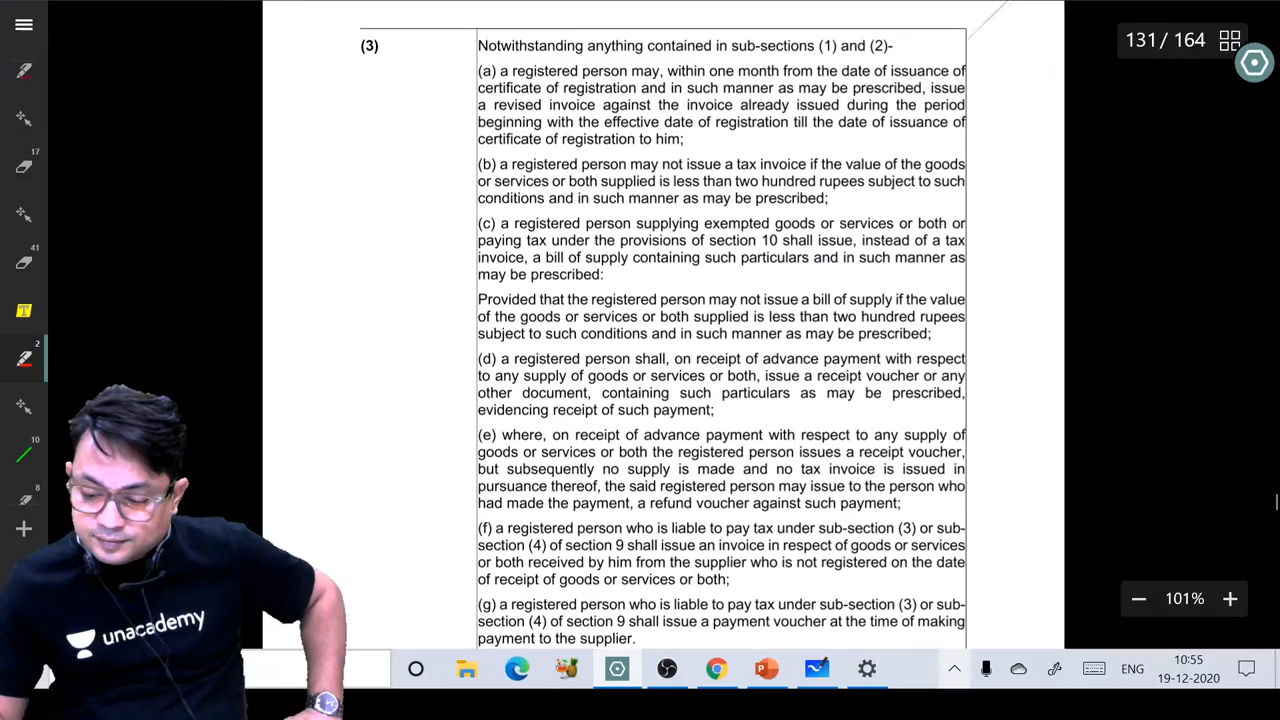 131 / 164
(3)
Notwithstanding anything contained in sub-sections (1) and (2)-
(a) a registered person may, within one month from the date of issuance of
certificate of registration and in such manner as may be prescribed, issue
a revised invoice against the invoice already issued during the period
beginning with the effective date of registration till the date of issuance of
certificate of registration to him;
(b) a registered person may not issue a tax invoice if the value of the goods
or services or both supplied is less than two hundred rupees subject to such
conditions and in such manner as may be prescribed;
(c) a registered person supplying exempted goods or services or both or
paying tax under the provisions of section 10 shall issue, instead of a tax
invoice, a bill of supply containing such particulars and in such manner as
may be prescribed:
Provided that the registered person may not issue a bill of supply if the value
of the goods or services or both supplied is less than two hundred rupees
subject to such conditions and in such manner as may be prescribed;
(d) a registered person shall, on receipt of advance payment with respect
to any supply of goods or services or both, issue a receipt voucher or any
other document, containing such particulars as may be prescribed,
evidencing receipt of such payment;
(e) where, on receipt of advance payment with respect to any supply of
goods or services or both the registered person issues a receipt voucher,
but subsequently no supply is made and no tax invoice is issued in
pursuance thereof, the said registered person may issue to the person who
had made the payment, a refund voucher against such payment;
(f) a registered person who is liable to pay tax under sub-section (3) or sub-
section (4) of section 9 shall issue an invoice in respect of goods or services
or both received by him from the supplier who is not registered on the date
of receipt of goods or services or both;
(g) a registered person who is liable to pay tax under sub-section (3) or sub-
section (4) of section 9 shall issue a payment voucher at the time of making
payment to the supplier.
17
41
T
2
10
8
101%
unacademy
ENG
10:55
19-12-2020